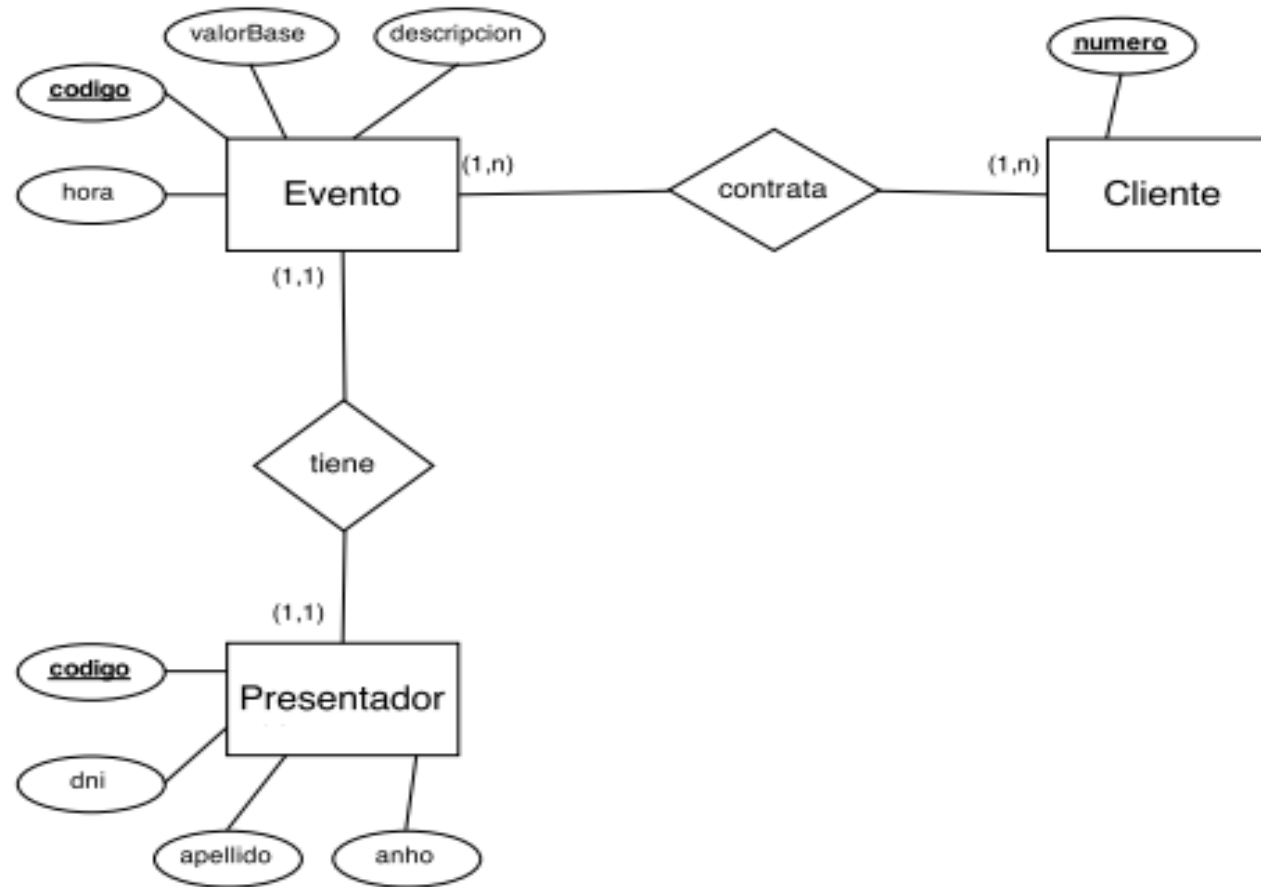 valorBase
descripcion
numero
codigo
hora
Evento
(1,n)
contrata
(1,n)
Cliente
(1,1)
tiene
(1,1)
codigo
Presentador
dni
apellido
anho